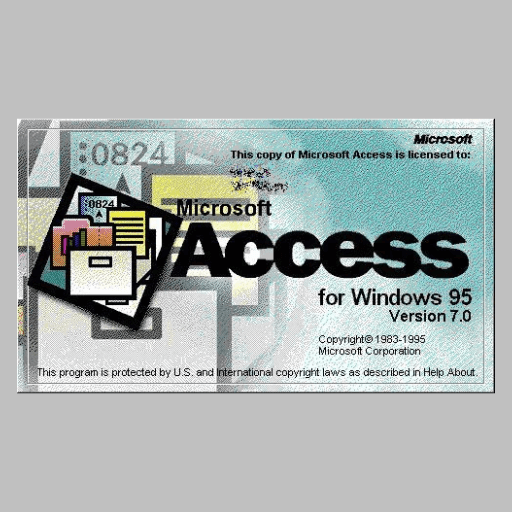 Microsoft
:0824
This copy of Microsoft Access is licensed to:
0824
Microsoft
Access
for Windows 95
Version 7.0
Copyright© 1983-1995
Microsoft Corporation
This program is protected by U.S. and International copyright laws as described in Help About.